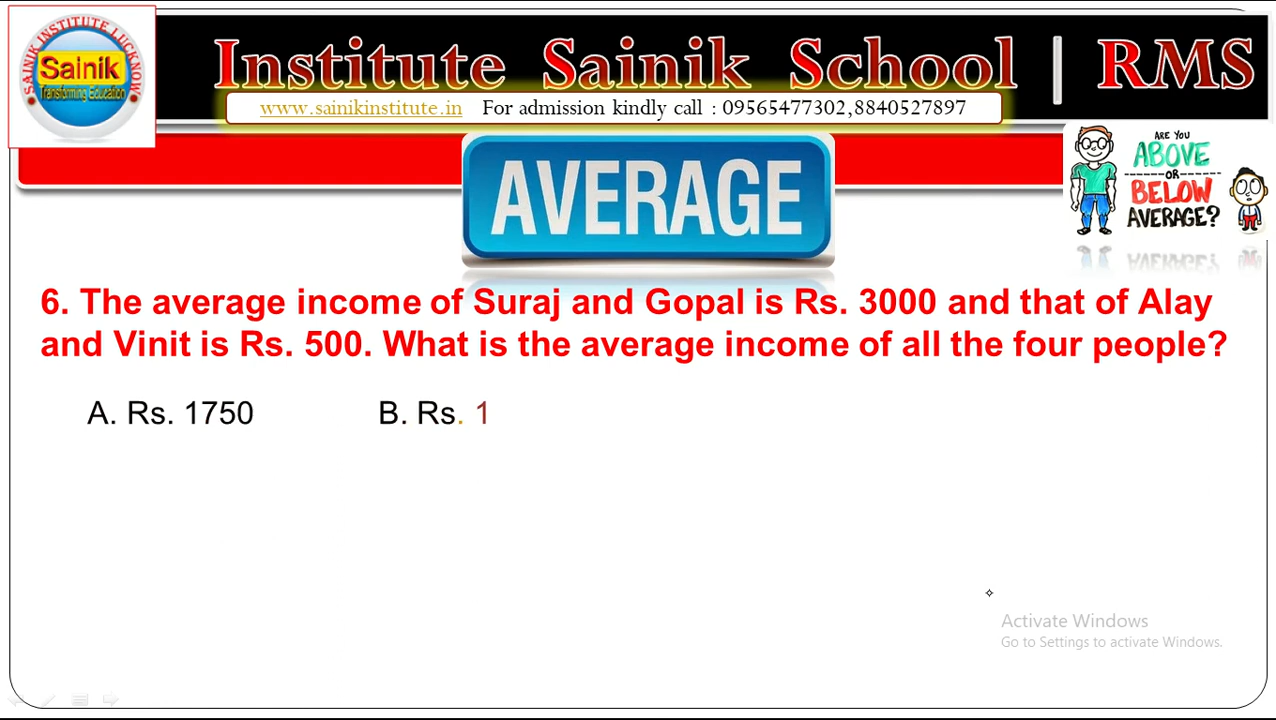 SAINIK INSTITUTE LUCKNOW
Sainik
Transforming Education
Institute Sainik School | RMS
www.sainikinstitute.in For admission kindly call : 09565477302,8840527897
AVERAGE
ARE YOU
ABOVE
OR
BELOW
AVERAGE?
6. The average income of Suraj and Gopal is Rs. 3000 and that of Alay
and Vinit is Rs. 500. What is the average income of all the four people?
A. Rs. 1750 B. Rs. 1
Activate Windows
Go to Settings to activate Windows.